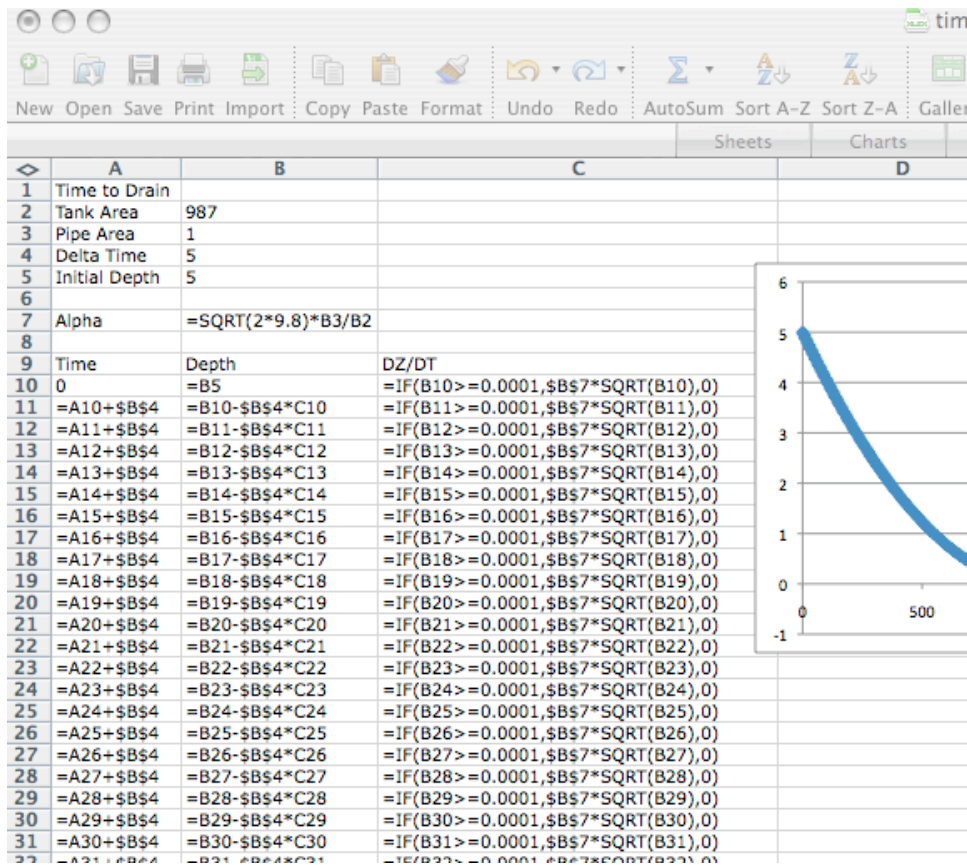 tim
New Open Save Print Import Copy Paste Format Undo Redo AutoSum Sort A-Z Sort Z-A Galler
Sheets Charts
A B C D
1 Time to Drain
2 Tank Area 987
3 Pipe Area 1
4 Delta Time 5
5 Initial Depth 5
6
7 Alpha =SQRT(2*9.8)*B3/B2
8
9 Time Depth DZ/DT
10 0 =B5 =IF(B10>=0.0001,$B$7*SQRT(B10),0)
11 =A10+$B$4 =B10-$B$4*C10 =IF(B11>=0.0001,$B$7*SQRT(B11),0)
12 =A11+$B$4 =B11-$B$4*C11 =IF(B12>=0.0001,$B$7*SQRT(B12),0)
13 =A12+$B$4 =B12-$B$4*C12 =IF(B13>=0.0001,$B$7*SQRT(B13),0)
14 =A13+$B$4 =B13-$B$4*C13 =IF(B14>=0.0001,$B$7*SQRT(B14),0)
15 =A14+$B$4 =B14-$B$4*C14 =IF(B15>=0.0001,$B$7*SQRT(B15),0)
16 =A15+$B$4 =B15-$B$4*C15 =IF(B16>=0.0001,$B$7*SQRT(B16),0)
17 =A16+$B$4 =B16-$B$4*C16 =IF(B17>=0.0001,$B$7*SQRT(B17),0)
18 =A17+$B$4 =B17-$B$4*C17 =IF(B18>=0.0001,$B$7*SQRT(B18),0)
19 =A18+$B$4 =B18-$B$4*C18 =IF(B19>=0.0001,$B$7*SQRT(B19),0)
20 =A19+$B$4 =B19-$B$4*C19 =IF(B20>=0.0001,$B$7*SQRT(B20),0)
21 =A20+$B$4 =B20-$B$4*C20 =IF(B21>=0.0001,$B$7*SQRT(B21),0)
22 =A21+$B$4 =B21-$B$4*C21 =IF(B22>=0.0001,$B$7*SQRT(B22),0)
23 =A22+$B$4 =B22-$B$4*C22 =IF(B23>=0.0001,$B$7*SQRT(B23),0)
24 =A23+$B$4 =B23-$B$4*C23 =IF(B24>=0.0001,$B$7*SQRT(B24),0)
25 =A24+$B$4 =B24-$B$4*C24 =IF(B25>=0.0001,$B$7*SQRT(B25),0)
26 =A25+$B$4 =B25-$B$4*C25 =IF(B26>=0.0001,$B$7*SQRT(B26),0)
27 =A26+$B$4 =B26-$B$4*C26 =IF(B27>=0.0001,$B$7*SQRT(B27),0)
28 =A27+$B$4 =B27-$B$4*C27 =IF(B28>=0.0001,$B$7*SQRT(B28),0)
29 =A28+$B$4 =B28-$B$4*C28 =IF(B29>=0.0001,$B$7*SQRT(B29),0)
30 =A29+$B$4 =B29-$B$4*C29 =IF(B30>=0.0001,$B$7*SQRT(B30),0)
31 =A30+$B$4 =B30-$B$4*C30 =IF(B31>=0.0001,$B$7*SQRT(B31),0)
32 =A31+$B$4 =B31-$B$4*C31 =IF(B32>=0.0001,$B$7*SQRT(B32),0)
6
5
4
3
2
1
0
-1
0 500